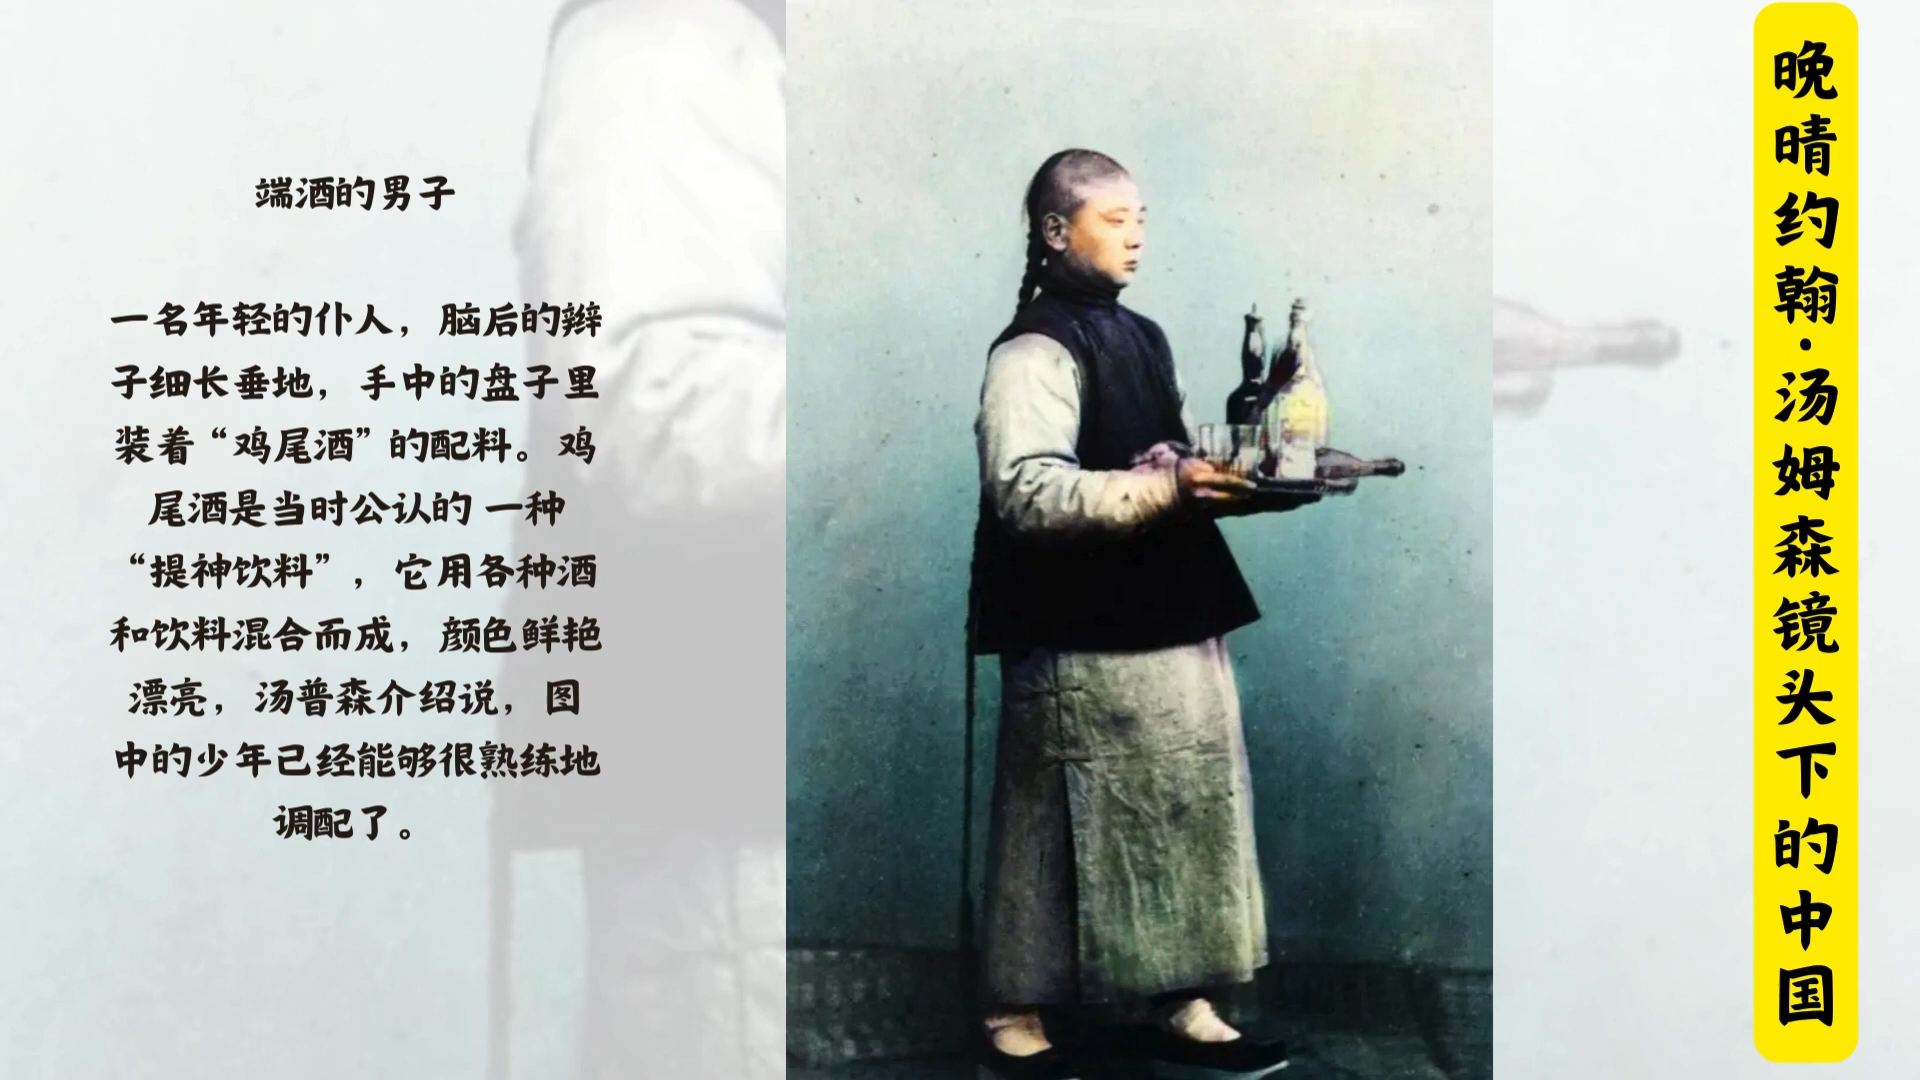 端酒的男子
一名年轻的仆人，脑后的辫
子细长垂地，手中的盘子里
装着“鸡尾酒”的配料。鸡
尾酒是当时公认的 一种
“提神饮料”，它用各种酒
和饮料混合而成，颜色鲜艳
漂亮，汤普森介绍说，图
中的少年已经能够很熟练地
调配了。
晚晴约翰·汤姆森镜头下的中国